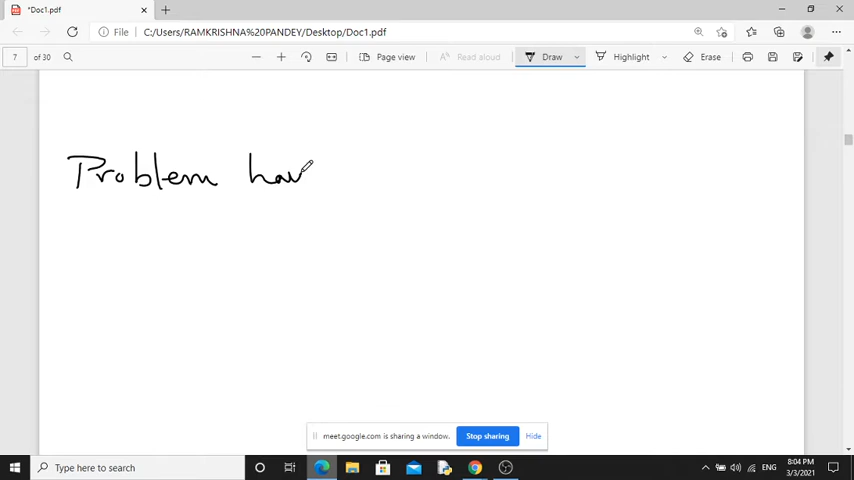 *Doc1.pdf
File C:/Users/RAMKRISHNA%20PANDEY/Desktop/Doc1.pdf
7 of 30 Page view Read aloud Draw Highlight Erase
Problem hav
meet.google.com is sharing a window. Stop sharing Hide
Type here to search
ENG
8:04 PM
3/3/2021